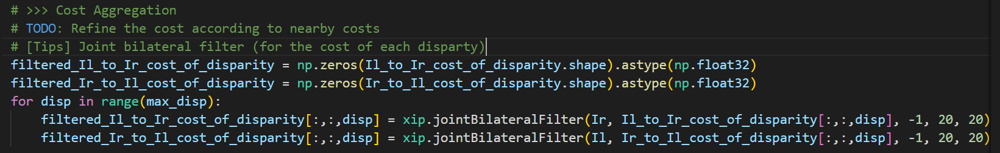 # >>> Cost Aggregation
# TODO: Refine the cost according to nearby costs
# [Tips] Joint bilateral filter (for the cost of each disparty)
filtered_Il_to_Ir_cost_of_disparity = np.zeros(Il_to_Ir_cost_of_disparity.shape).astype(np.float32)
filtered_Ir_to_Il_cost_of_disparity = np.zeros(Ir_to_Il_cost_of_disparity.shape).astype(np.float32)
for disp in range(max_disp):
    filtered_Il_to_Ir_cost_of_disparity[:,:,disp] = xip.jointBilateralFilter(Ir, Il_to_Ir_cost_of_disparity[:,:,disp], -1, 20, 20)
    filtered_Ir_to_Il_cost_of_disparity[:,:,disp] = xip.jointBilateralFilter(Il, Ir_to_Il_cost_of_disparity[:,:,disp], -1, 20, 20)